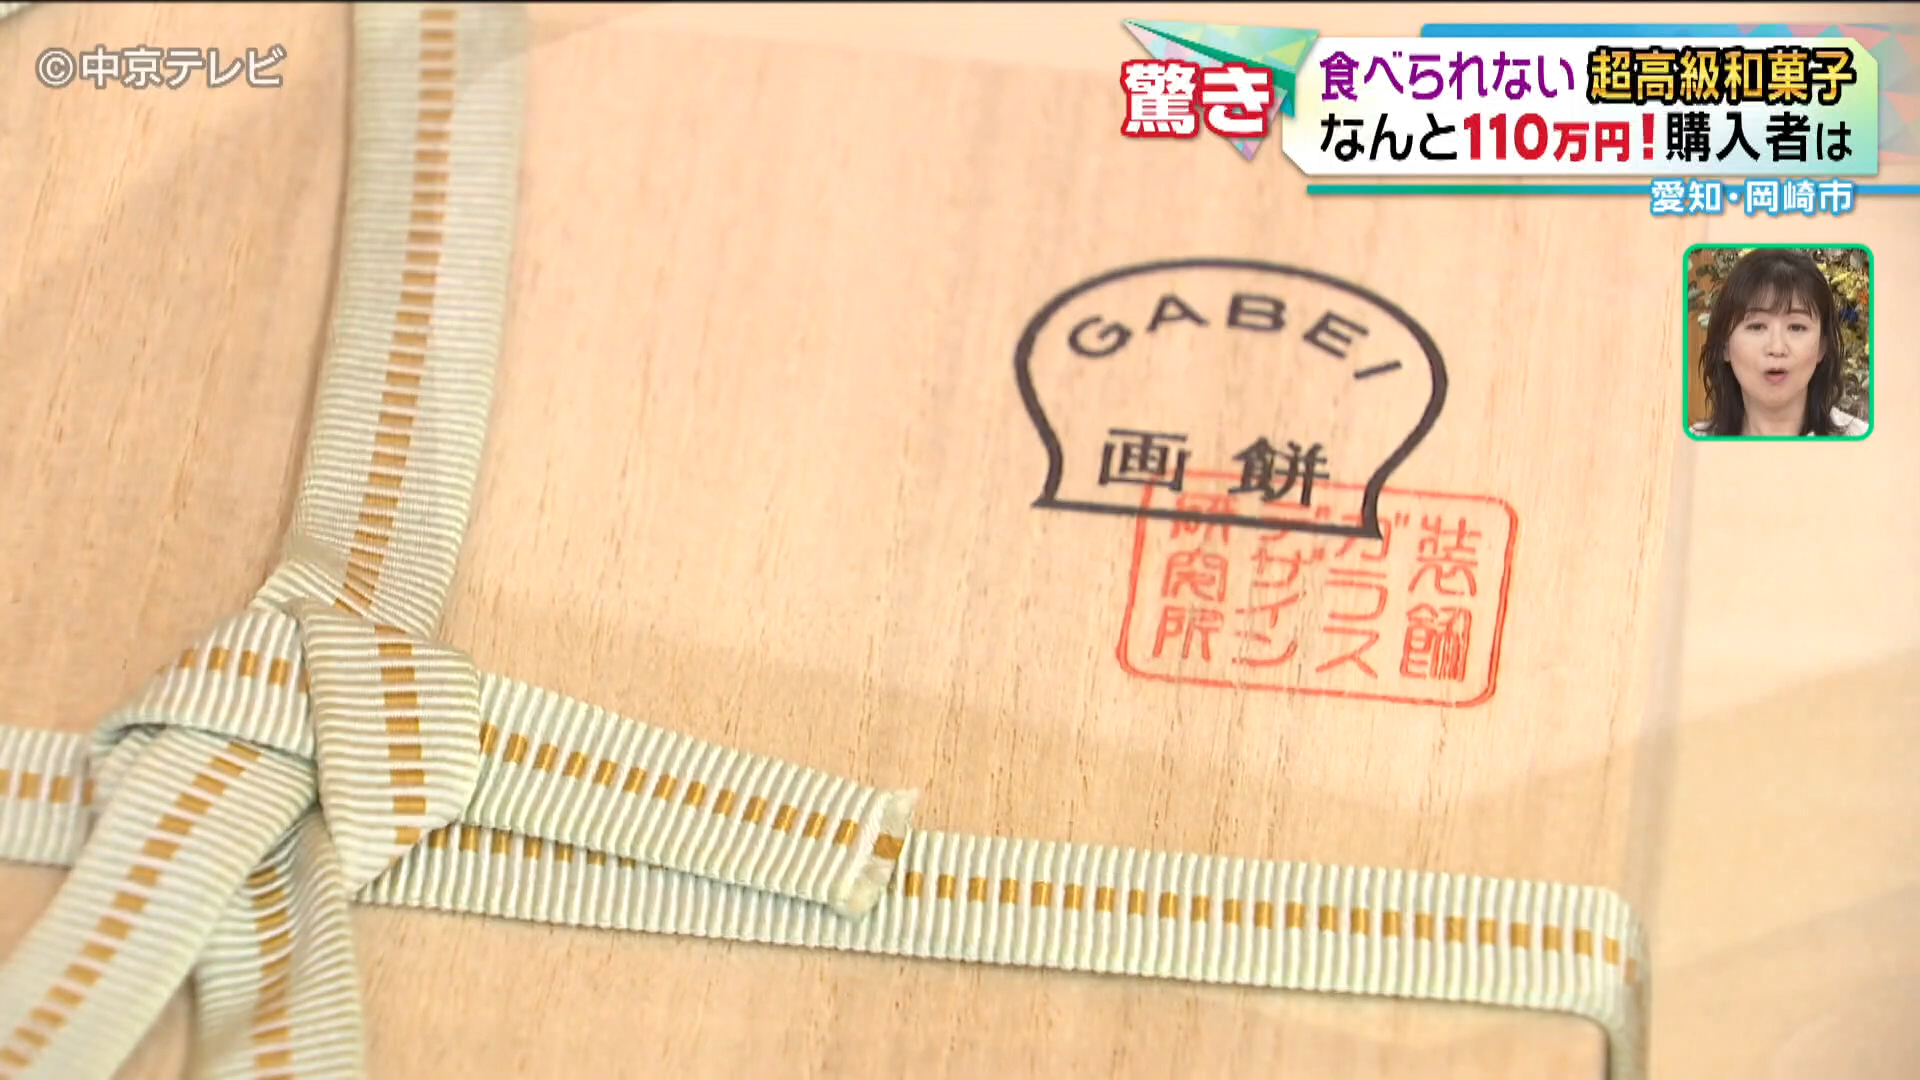 ©中京テレビ
驚き
食べられない 超高級和菓子
なんと110万円!購入者は
愛知・岡崎市
GABEI
画餅
装飾
ガラス
デザイン
研究所